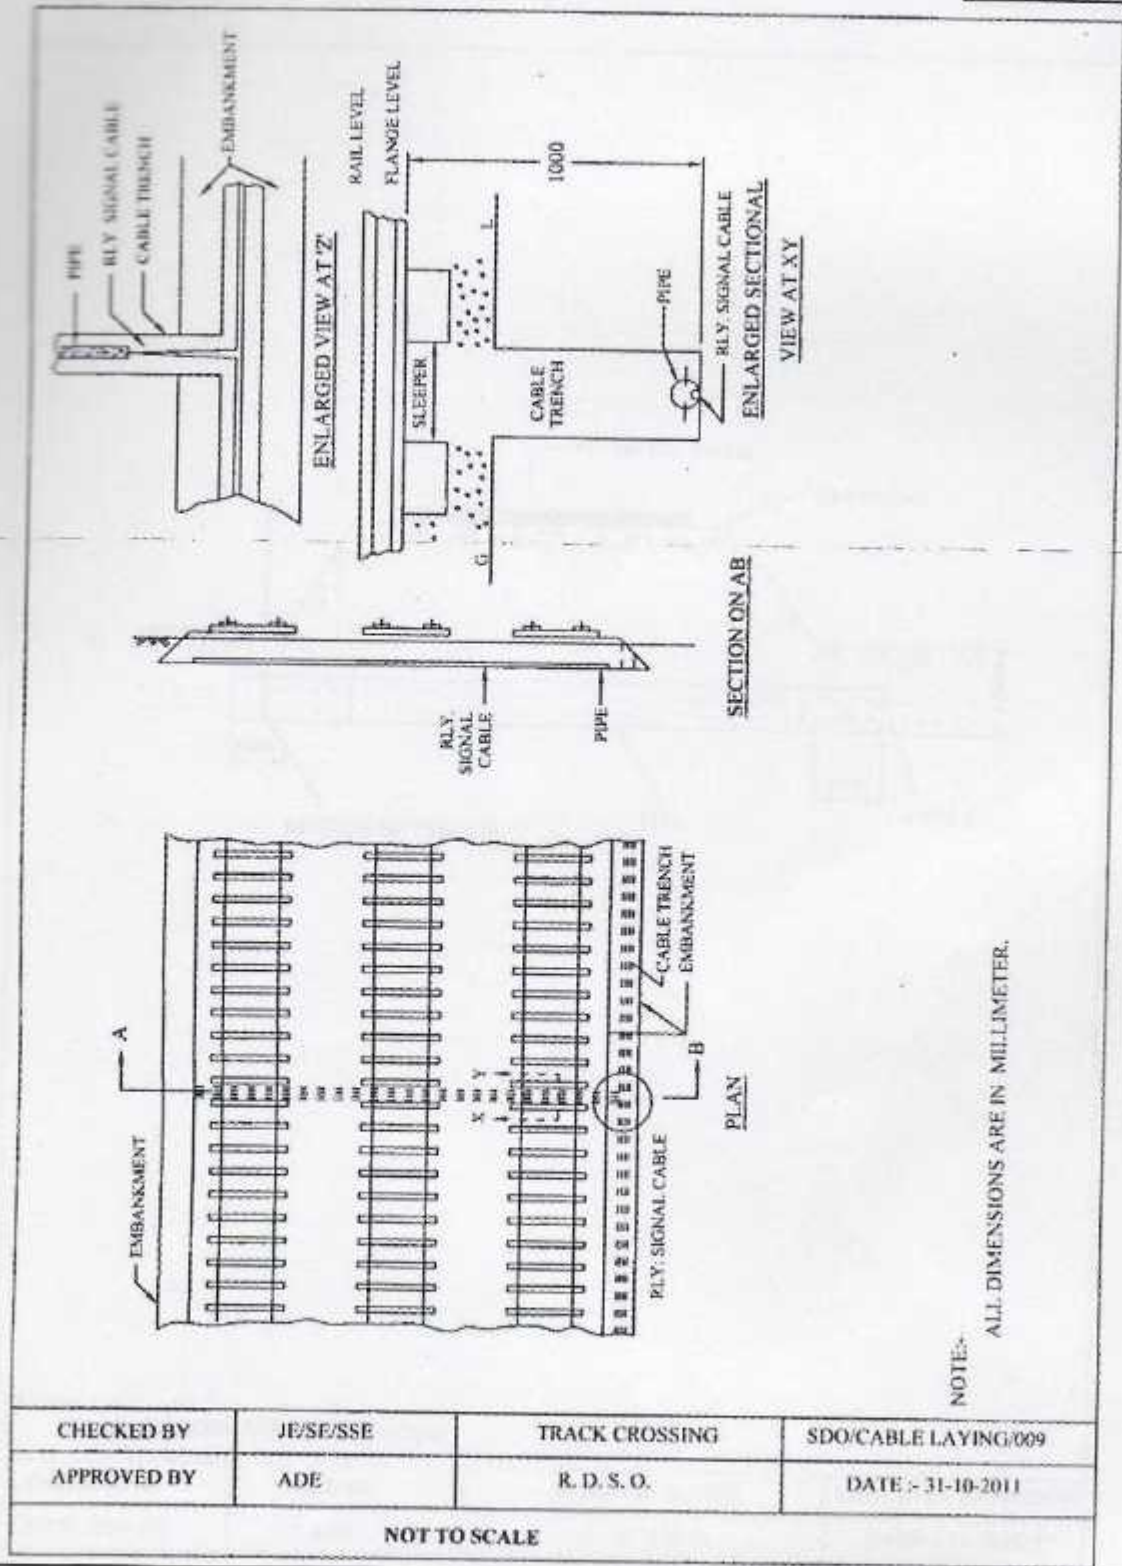 PIPE
RLY SIGNAL CABLE
CABLE TRENCH
EMBANKMENT
ENLARGED VIEW AT 'Z'
RAIL LEVEL
FLANGE LEVEL
SLEEPER
1000
G
L
CABLE
TRENCH
PIPE
RLY. SIGNAL CABLE
ENLARGED SECTIONAL
VIEW AT XY
RLY.
SIGNAL
CABLE
PIPE
SECTION ON AB
EMBANKMENT
A
X
Y
B
CABLE TRENCH
EMBANKMENT
RLY. SIGNAL CABLE
PLAN
NOTE:-
ALL DIMENSIONS ARE IN MILLIMETER.
CHECKED BY JE/SE/SSE TRACK CROSSING SDO/CABLE LAYING/009
APPROVED BY ADE R. D. S. O. DATE :- 31-10-2011
NOT TO SCALE